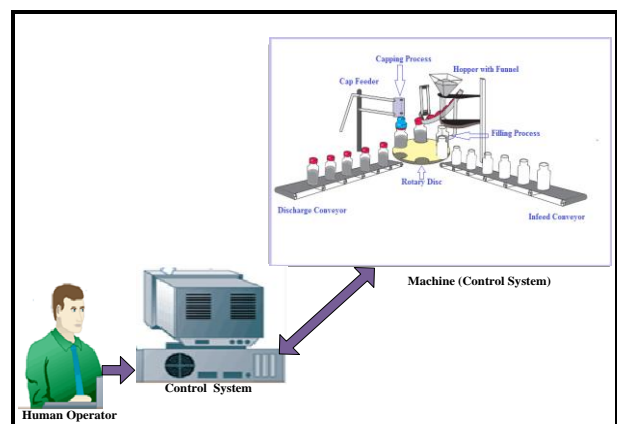 Capping Process
Hopper with Funnel
Cap Feeder
Filling Process
Rotary Disc
Discharge Conveyor
Infeed Conveyor
Machine (Control System)
Control System
Human Operator